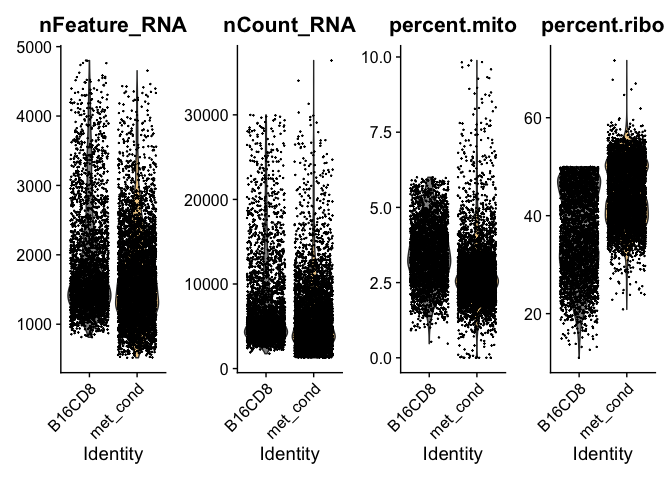 nFeature_RNA
5000
4000
3000
2000
1000
B16CD8
met_cond
Identity
nCount_RNA
30000
20000
10000
0
B16CD8
met_cond
Identity
percent.mito
10.0
7.5
5.0
2.5
0.0
B16CD8
met_cond
Identity
percent.ribo
60
40
20
B16CD8
met_cond
Identity